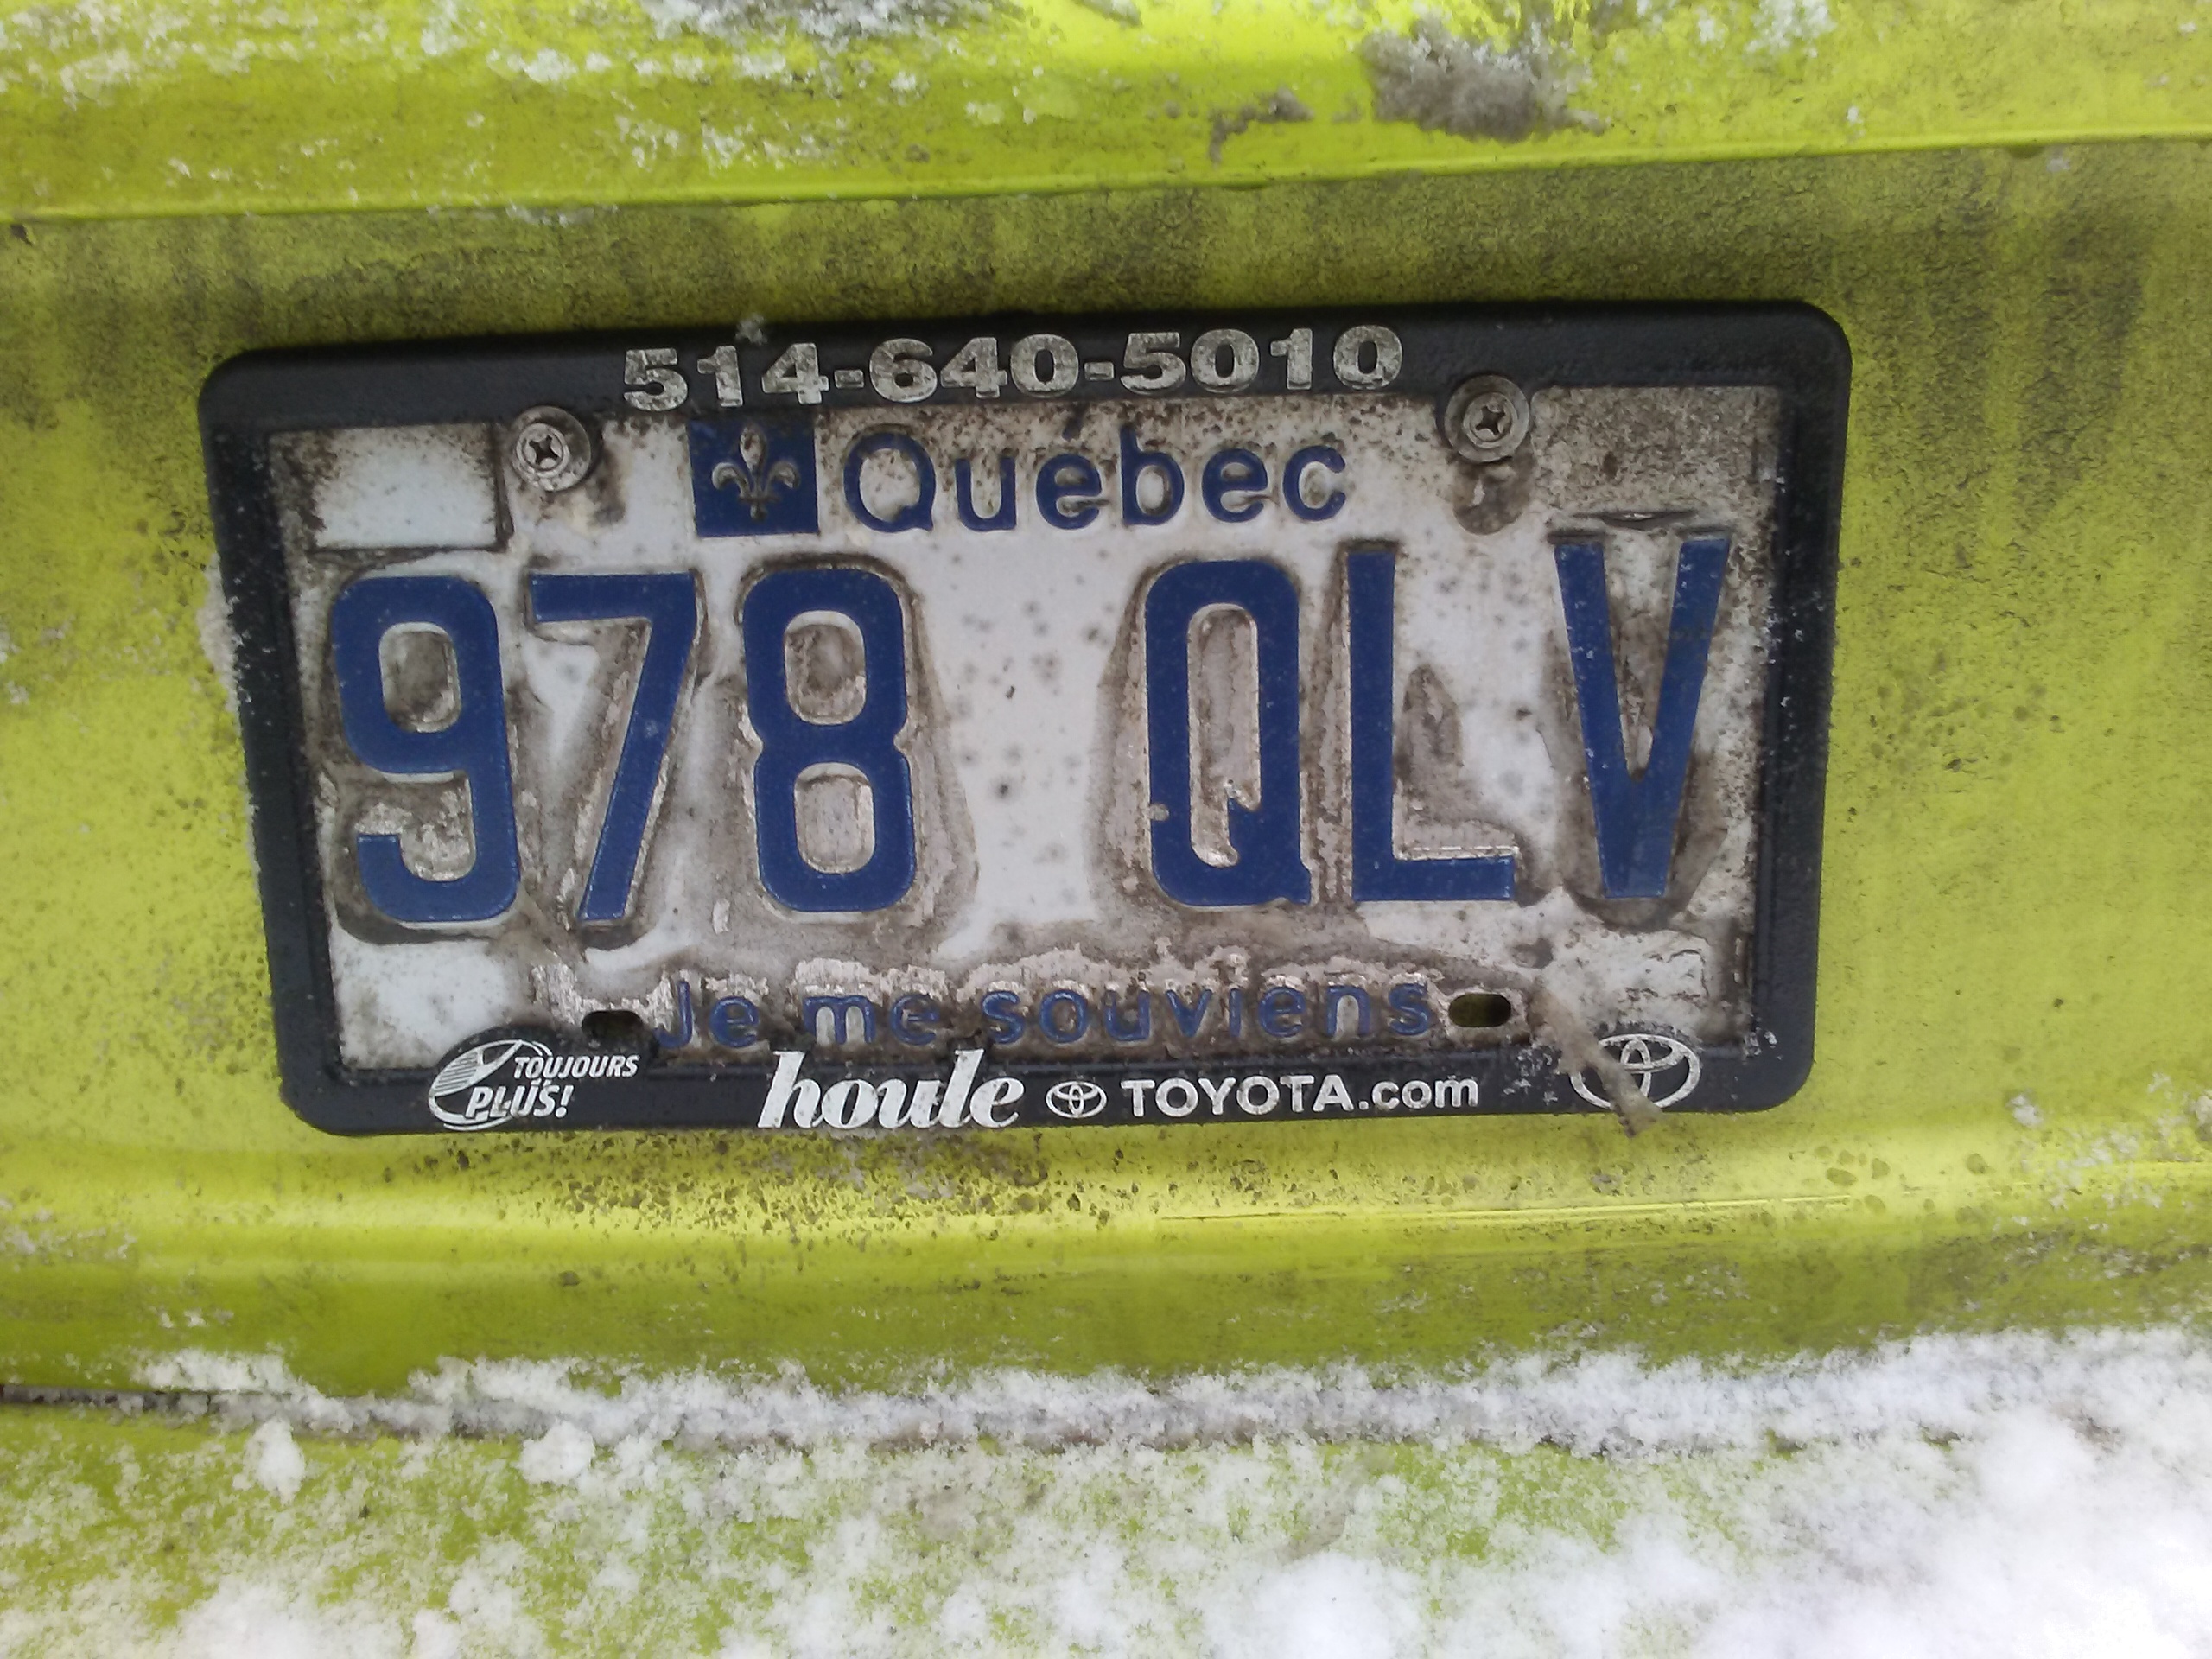 514-640-5010
Québec
978 QLV
Je me souviens
TOUJOURS
PLUS!
houle TOYOTA.com